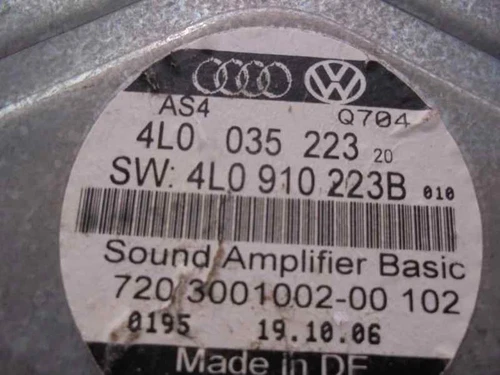 AS4 Q704
4L0 035 223 20
SW: 4L0 910 223B 010
Sound Amplifier Basic
720 3001002-00 102
0195 19.10.06
Made in DE